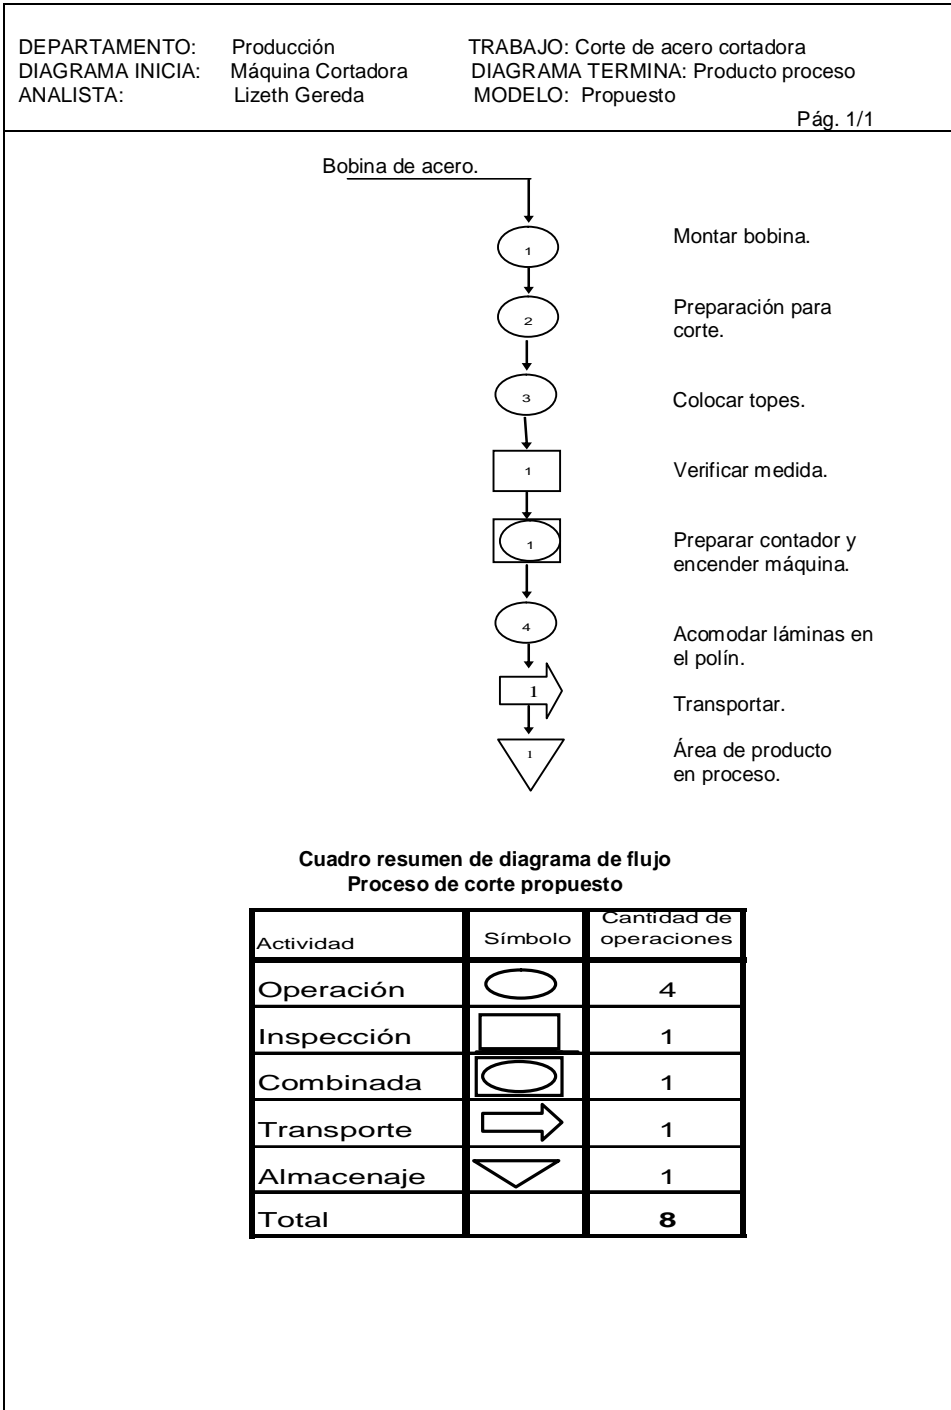 DEPARTAMENTO: Producción TRABAJO: Corte de acero cortadora
DIAGRAMA INICIA: Máquina Cortadora DIAGRAMA TERMINA: Producto proceso
ANALISTA: Lizeth Gereda MODELO: Propuesto
Pág. 1/1
Bobina de acero.
1 Montar bobina.
2 Preparación para
corte.
3 Colocar topes.
1 Verificar medida.
1 Preparar contador y
encender máquina.
4 Acomodar láminas en
el polín.
1 Transportar.
1 Área de producto
en proceso.
Cuadro resumen de diagrama de flujo
Proceso de corte propuesto
Actividad Símbolo Cantidad de
operaciones
Operación 4
Inspección 1
Combinada 1
Transporte 1
Almacenaje 1
Total 8